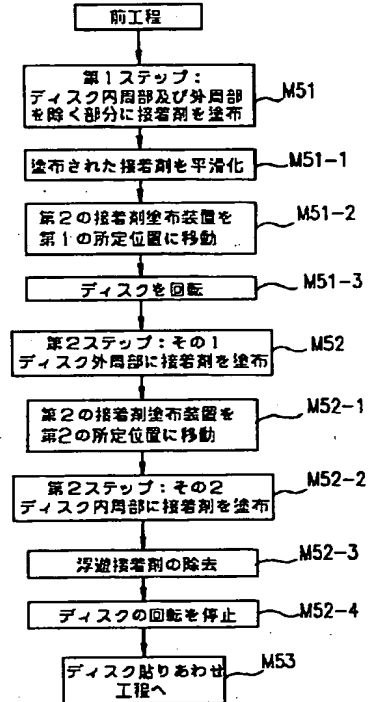 前工程
第1ステップ：
ディスク内周部及び外周部
を除く部分に接着剤を塗布
M51
塗布された接着剤を平滑化
M51-1
第2の接着剤塗布装置を
第1の所定位置に移動
M51-2
ディスクを回転
M51-3
第2ステップ：その1
ディスク外周部に接着剤を塗布
M52
第2の接着剤塗布装置を
第2の所定位置に移動
M52-1
第2ステップ：その2
ディスク内周部に接着剤を塗布
M52-2
浮遊接着剤の除去
M52-3
ディスクの回転を停止
M52-4
ディスク貼りあわせ
工程へ
M53